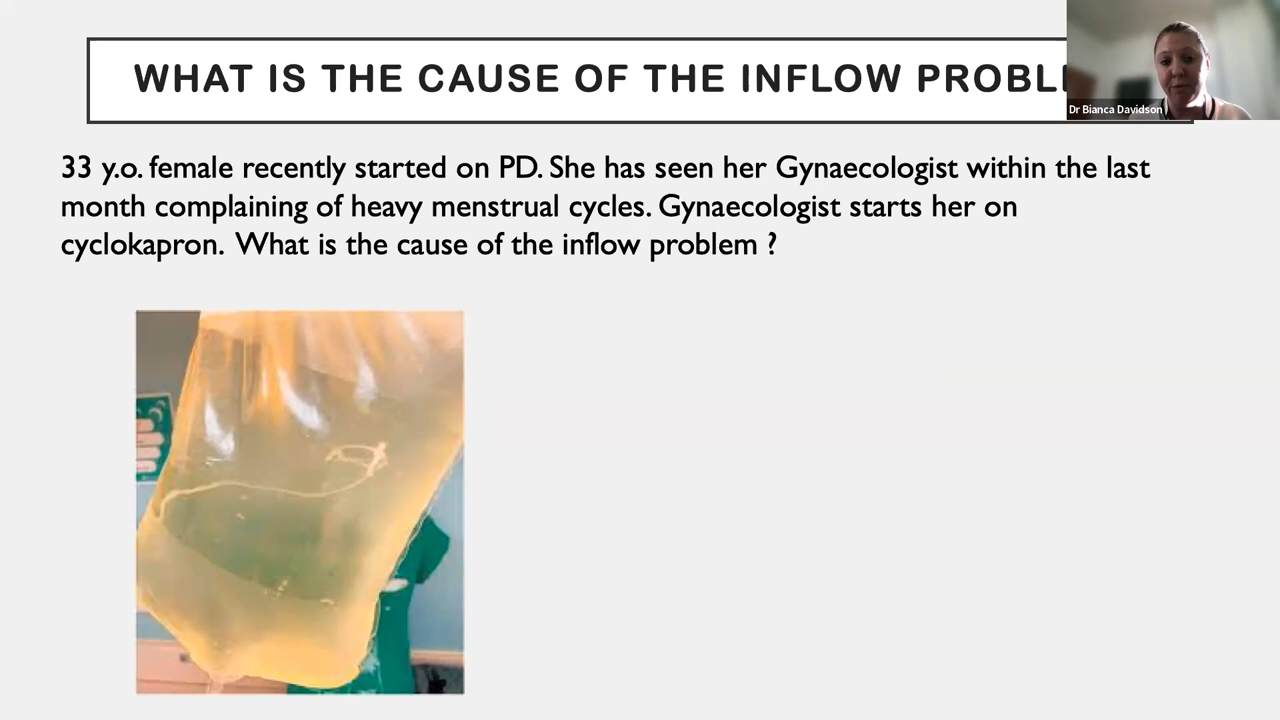 WHAT IS THE CAUSE OF THE INFLOW
Dr Bianca Davidson
33 y.o. female recently started on PD. She has seen her Gynaecologist within the last
month complaining of heavy menstrual cycles. Gynaecologist starts her on
cyclokapron. What is the cause of the inflow problem ?